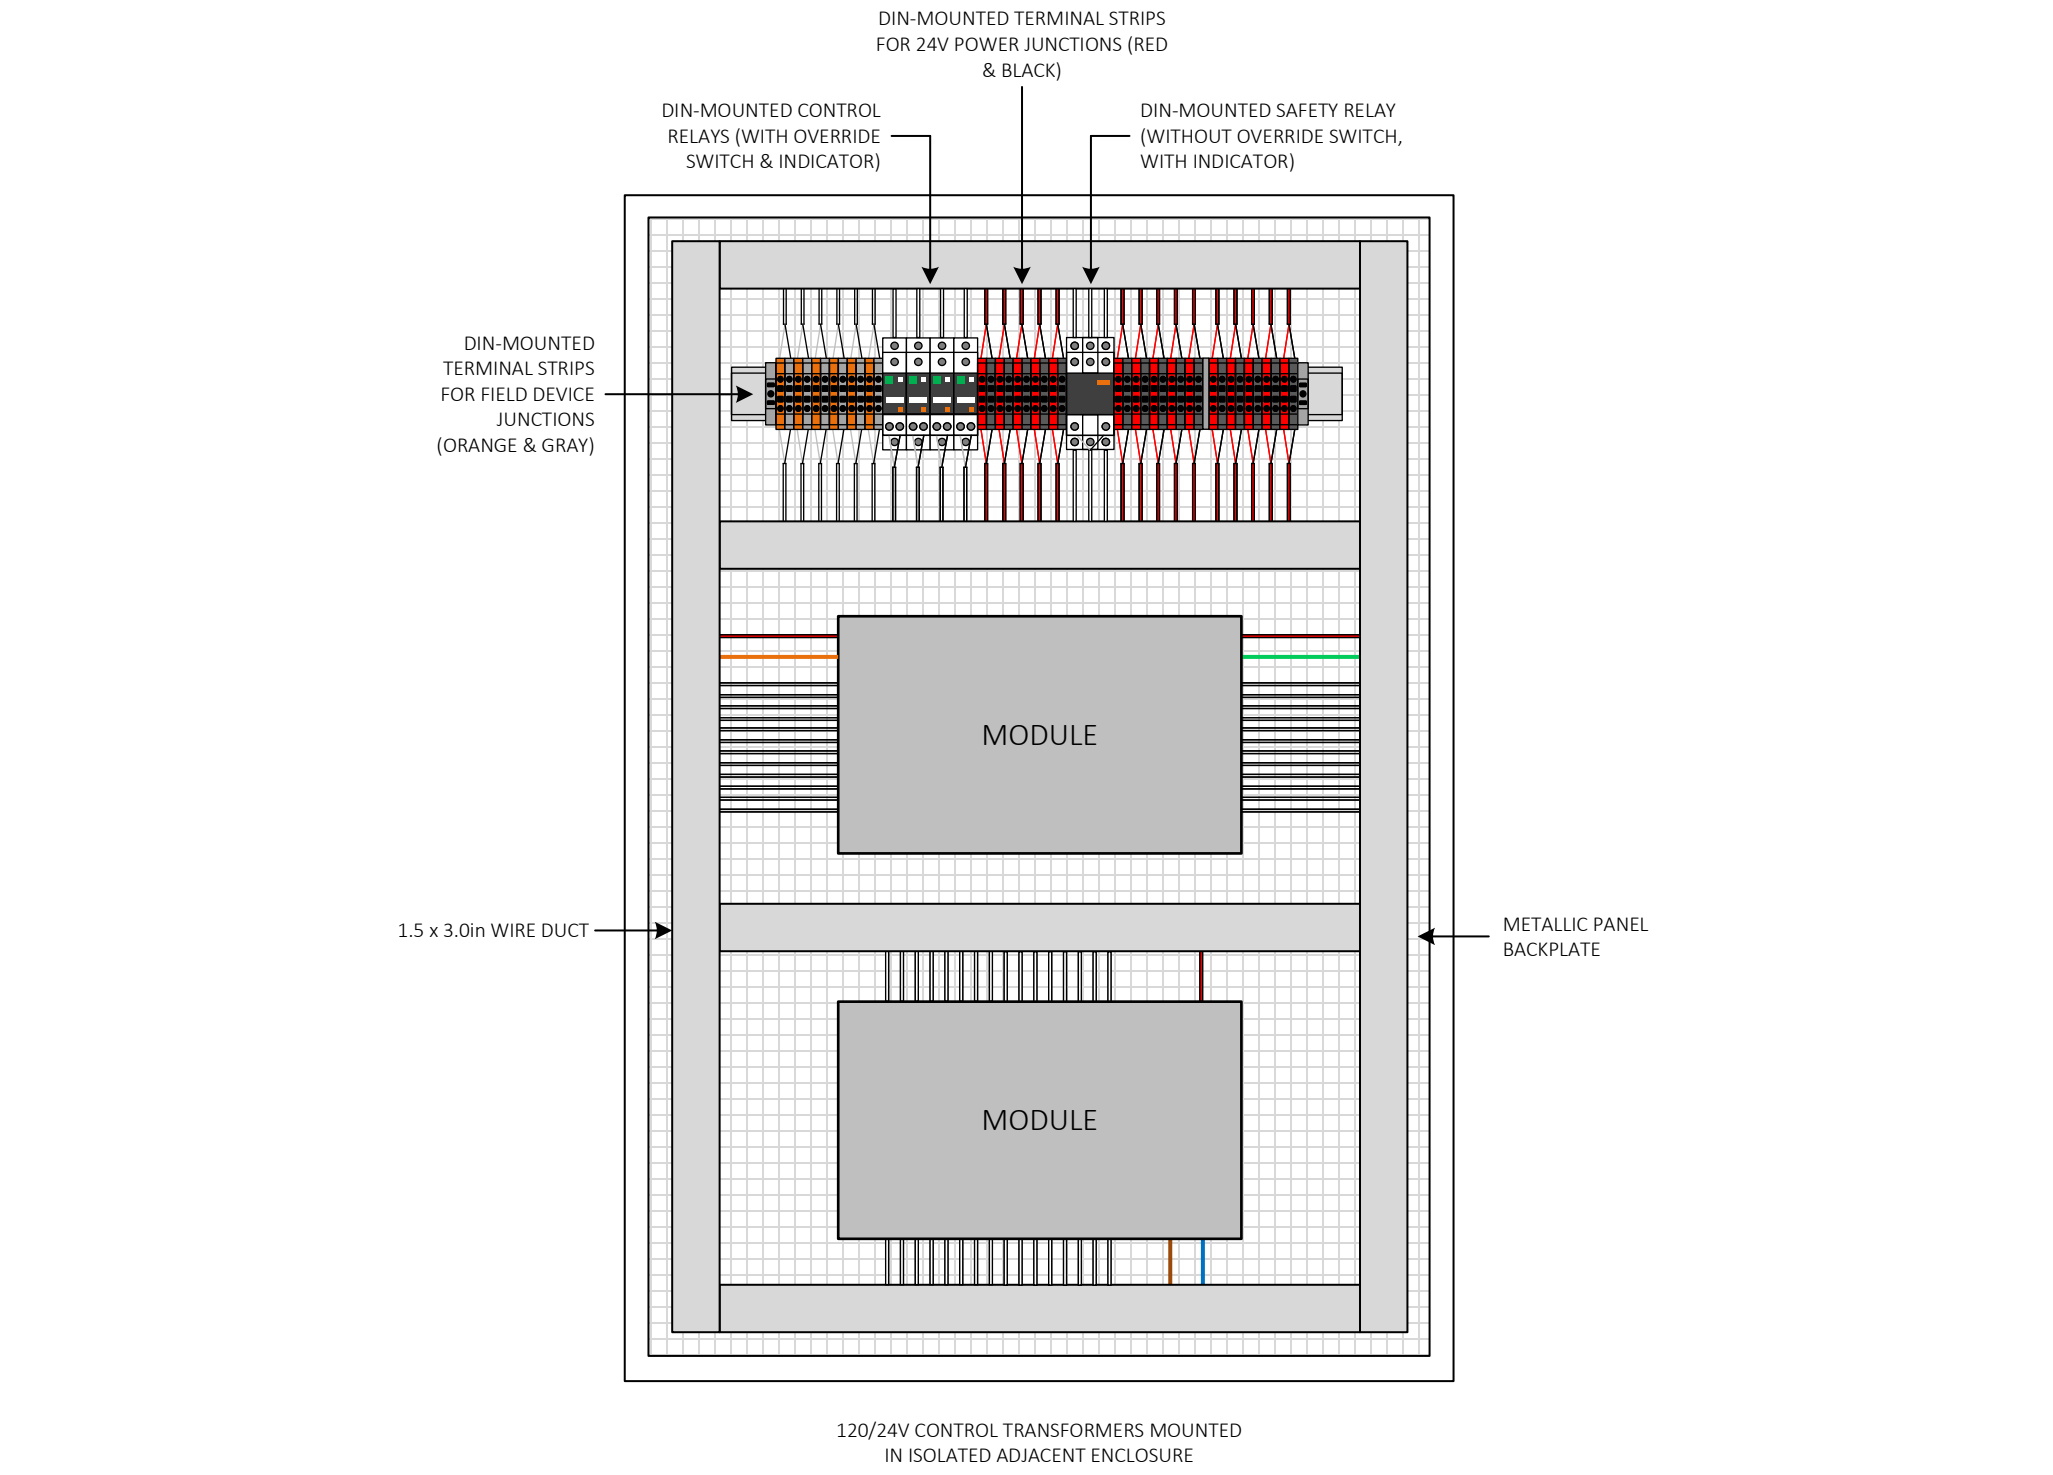 DIN-MOUNTED TERMINAL STRIPS
FOR 24V POWER JUNCTIONS (RED
& BLACK)
DIN-MOUNTED CONTROL
RELAYS (WITH OVERRIDE
SWITCH & INDICATOR)
DIN-MOUNTED SAFETY RELAY
(WITHOUT OVERRIDE SWITCH,
WITH INDICATOR)
DIN-MOUNTED
TERMINAL STRIPS
FOR FIELD DEVICE
JUNCTIONS
(ORANGE & GRAY)
MODULE
1.5 x 3.0in WIRE DUCT
METALLIC PANEL
BACKPLATE
MODULE
120/24V CONTROL TRANSFORMERS MOUNTED
IN ISOLATED ADJACENT ENCLOSURE